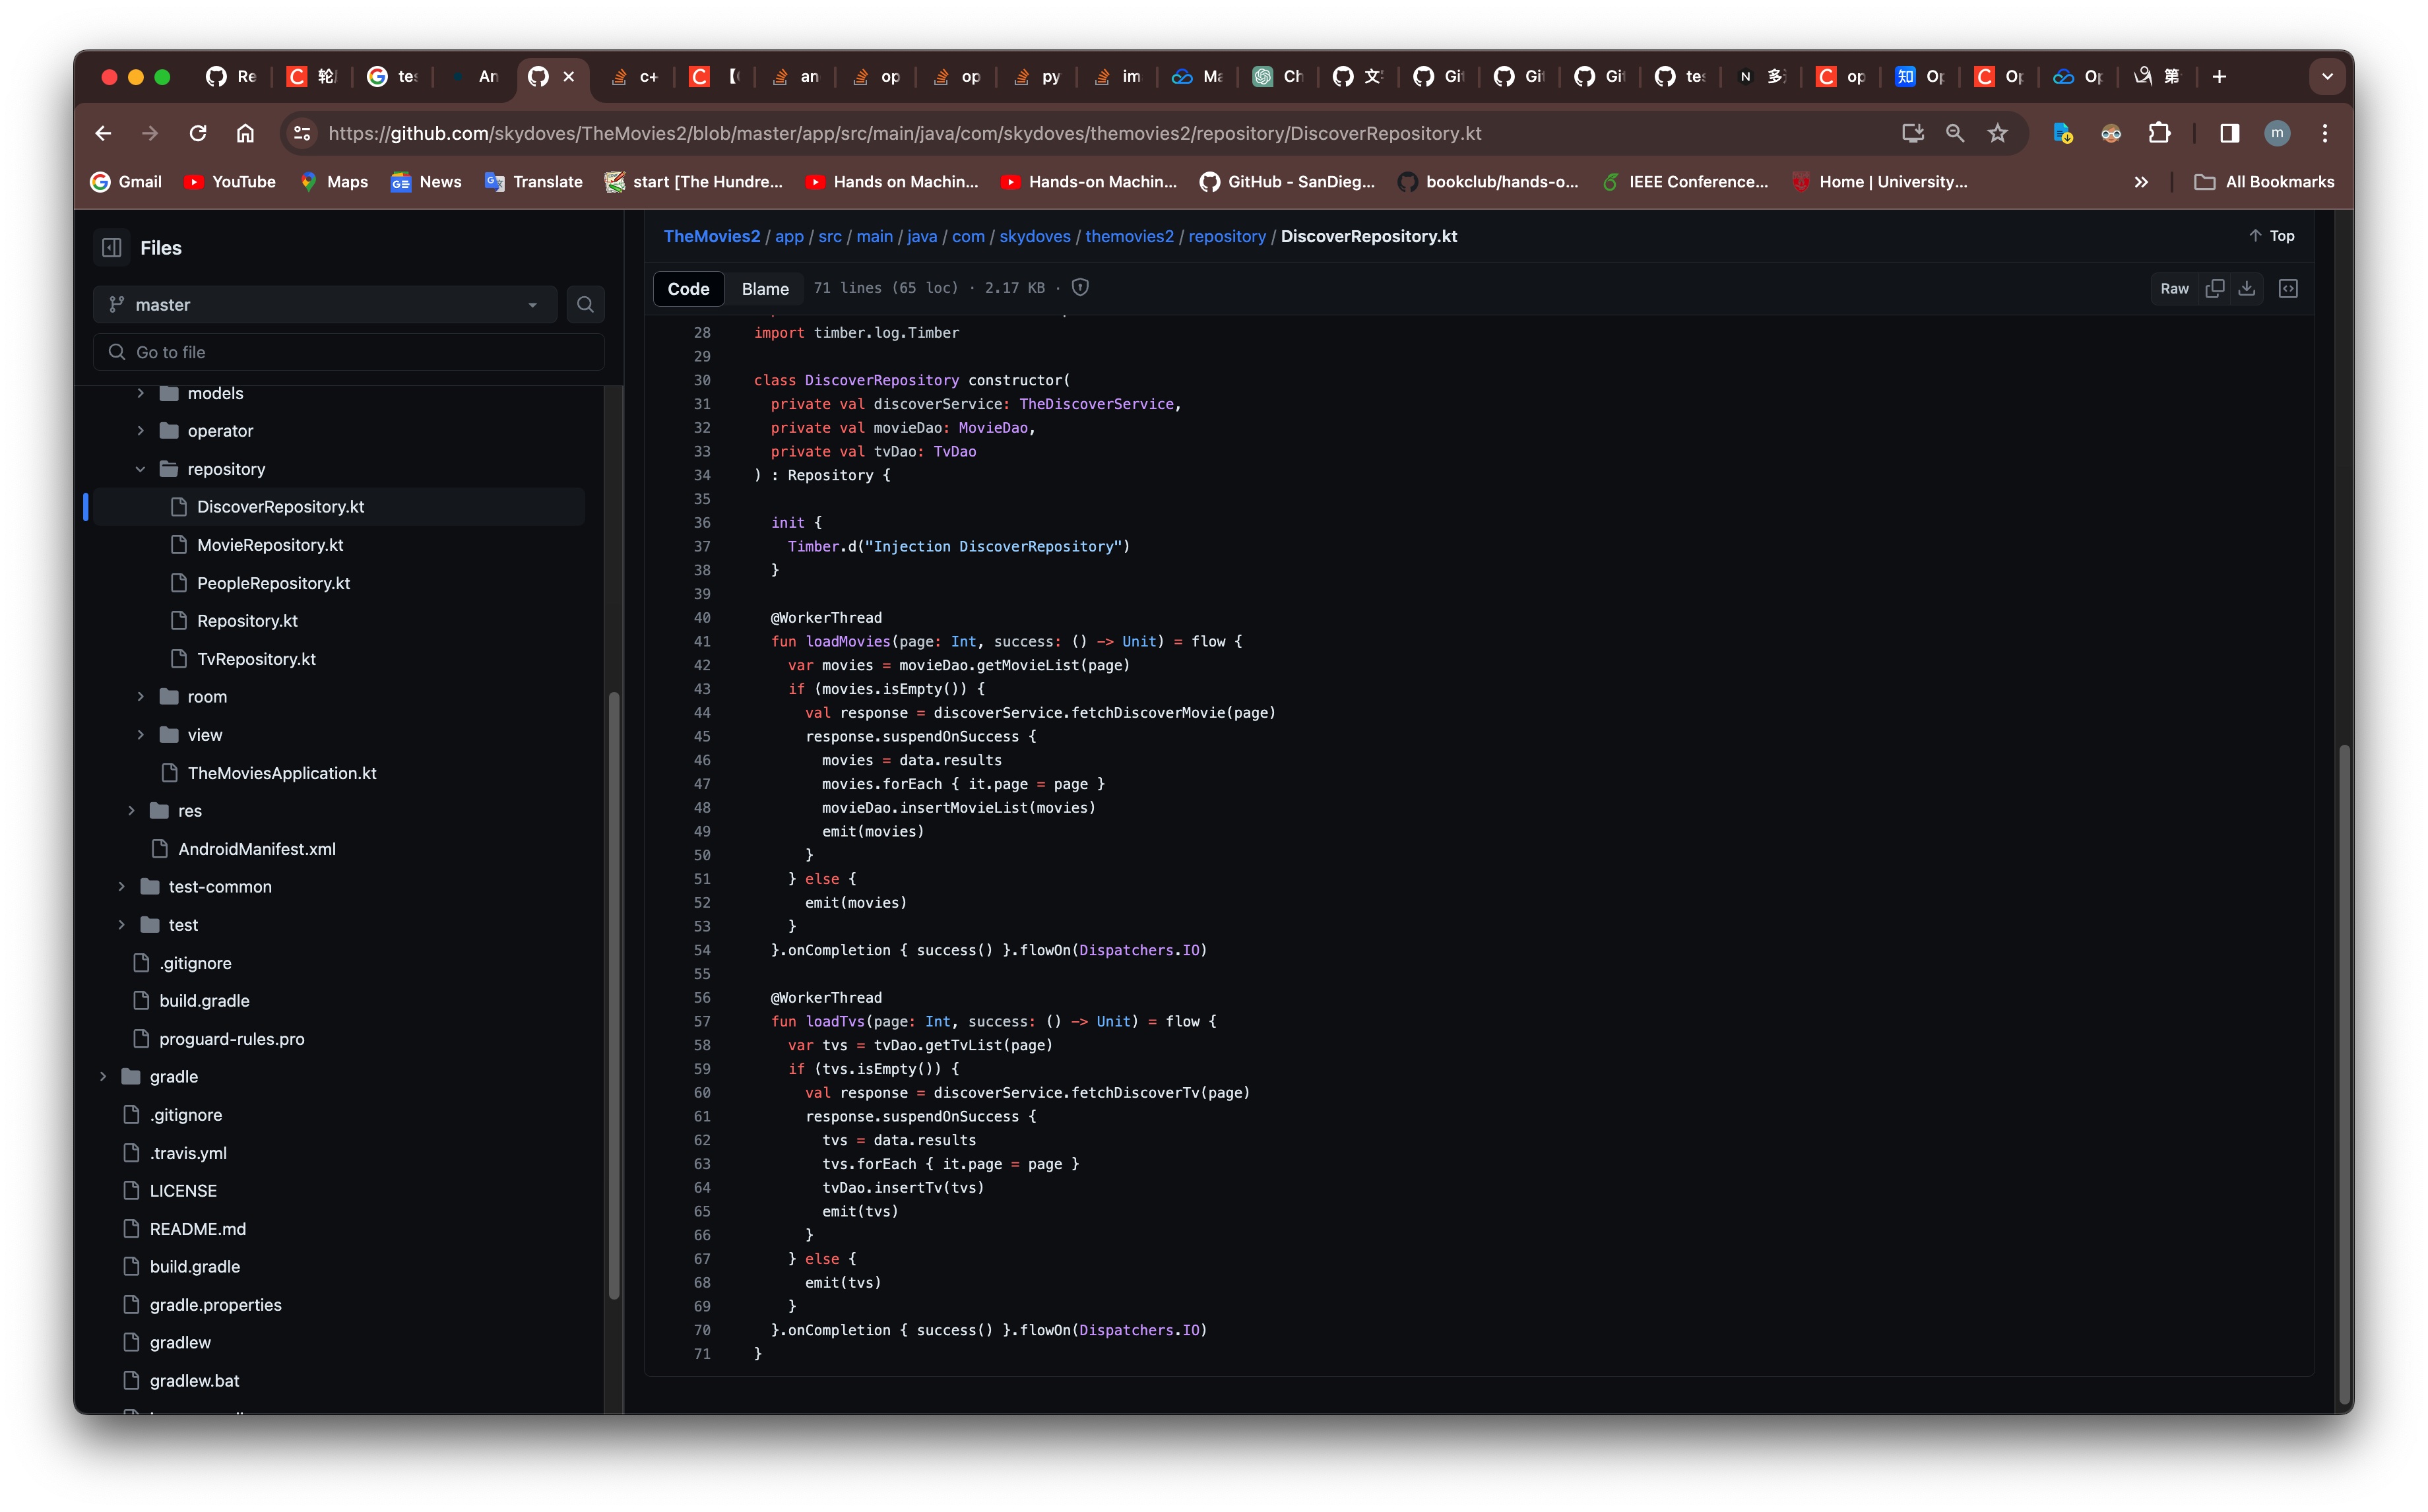 Re
轮
tes
An
c+
【
an
op
op
py
im
Ma
Ch
文
Gi
Gi
Gi
tes
多
op
Op
Op
Op
第
https://github.com/skydoves/TheMovies2/blob/master/app/src/main/java/com/skydoves/themovies2/repository/DiscoverRepository.kt
m
Gmail YouTube Maps News Translate start [The Hundre... Hands on Machin... Hands-on Machin... GitHub - SanDieg... bookclub/hands-o... IEEE Conference... Home | University... All Bookmarks
Files
master
Go to file
models
operator
repository
DiscoverRepository.kt
MovieRepository.kt
PeopleRepository.kt
Repository.kt
TvRepository.kt
room
view
TheMoviesApplication.kt
res
AndroidManifest.xml
test-common
test
.gitignore
build.gradle
proguard-rules.pro
gradle
.gitignore
.travis.yml
LICENSE
README.md
build.gradle
gradle.properties
gradlew
gradlew.bat
TheMovies2 / app / src / main / java / com / skydoves / themovies2 / repository / DiscoverRepository.kt
Top
Code Blame 71 lines (65 loc) · 2.17 KB ·
Raw
28 import timber.log.Timber
29
30 class DiscoverRepository constructor(
31 private val discoverService: TheDiscoverService,
32 private val movieDao: MovieDao,
33 private val tvDao: TvDao
34 ) : Repository {
35
36 init {
37 Timber.d("Injection DiscoverRepository")
38 }
39
40 @WorkerThread
41 fun loadMovies(page: Int, success: () -> Unit) = flow {
42 var movies = movieDao.getMovieList(page)
43 if (movies.isEmpty()) {
44 val response = discoverService.fetchDiscoverMovie(page)
45 response.suspendOnSuccess {
46 movies = data.results
47 movies.forEach { it.page = page }
48 movieDao.insertMovieList(movies)
49 emit(movies)
50 }
51 } else {
52 emit(movies)
53 }
54 }.onCompletion { success() }.flowOn(Dispatchers.IO)
55
56 @WorkerThread
57 fun loadTvs(page: Int, success: () -> Unit) = flow {
58 var tvs = tvDao.getTvList(page)
59 if (tvs.isEmpty()) {
60 val response = discoverService.fetchDiscoverTv(page)
61 response.suspendOnSuccess {
62 tvs = data.results
63 tvs.forEach { it.page = page }
64 tvDao.insertTv(tvs)
65 emit(tvs)
66 }
67 } else {
68 emit(tvs)
69 }
70 }.onCompletion { success() }.flowOn(Dispatchers.IO)
71 }